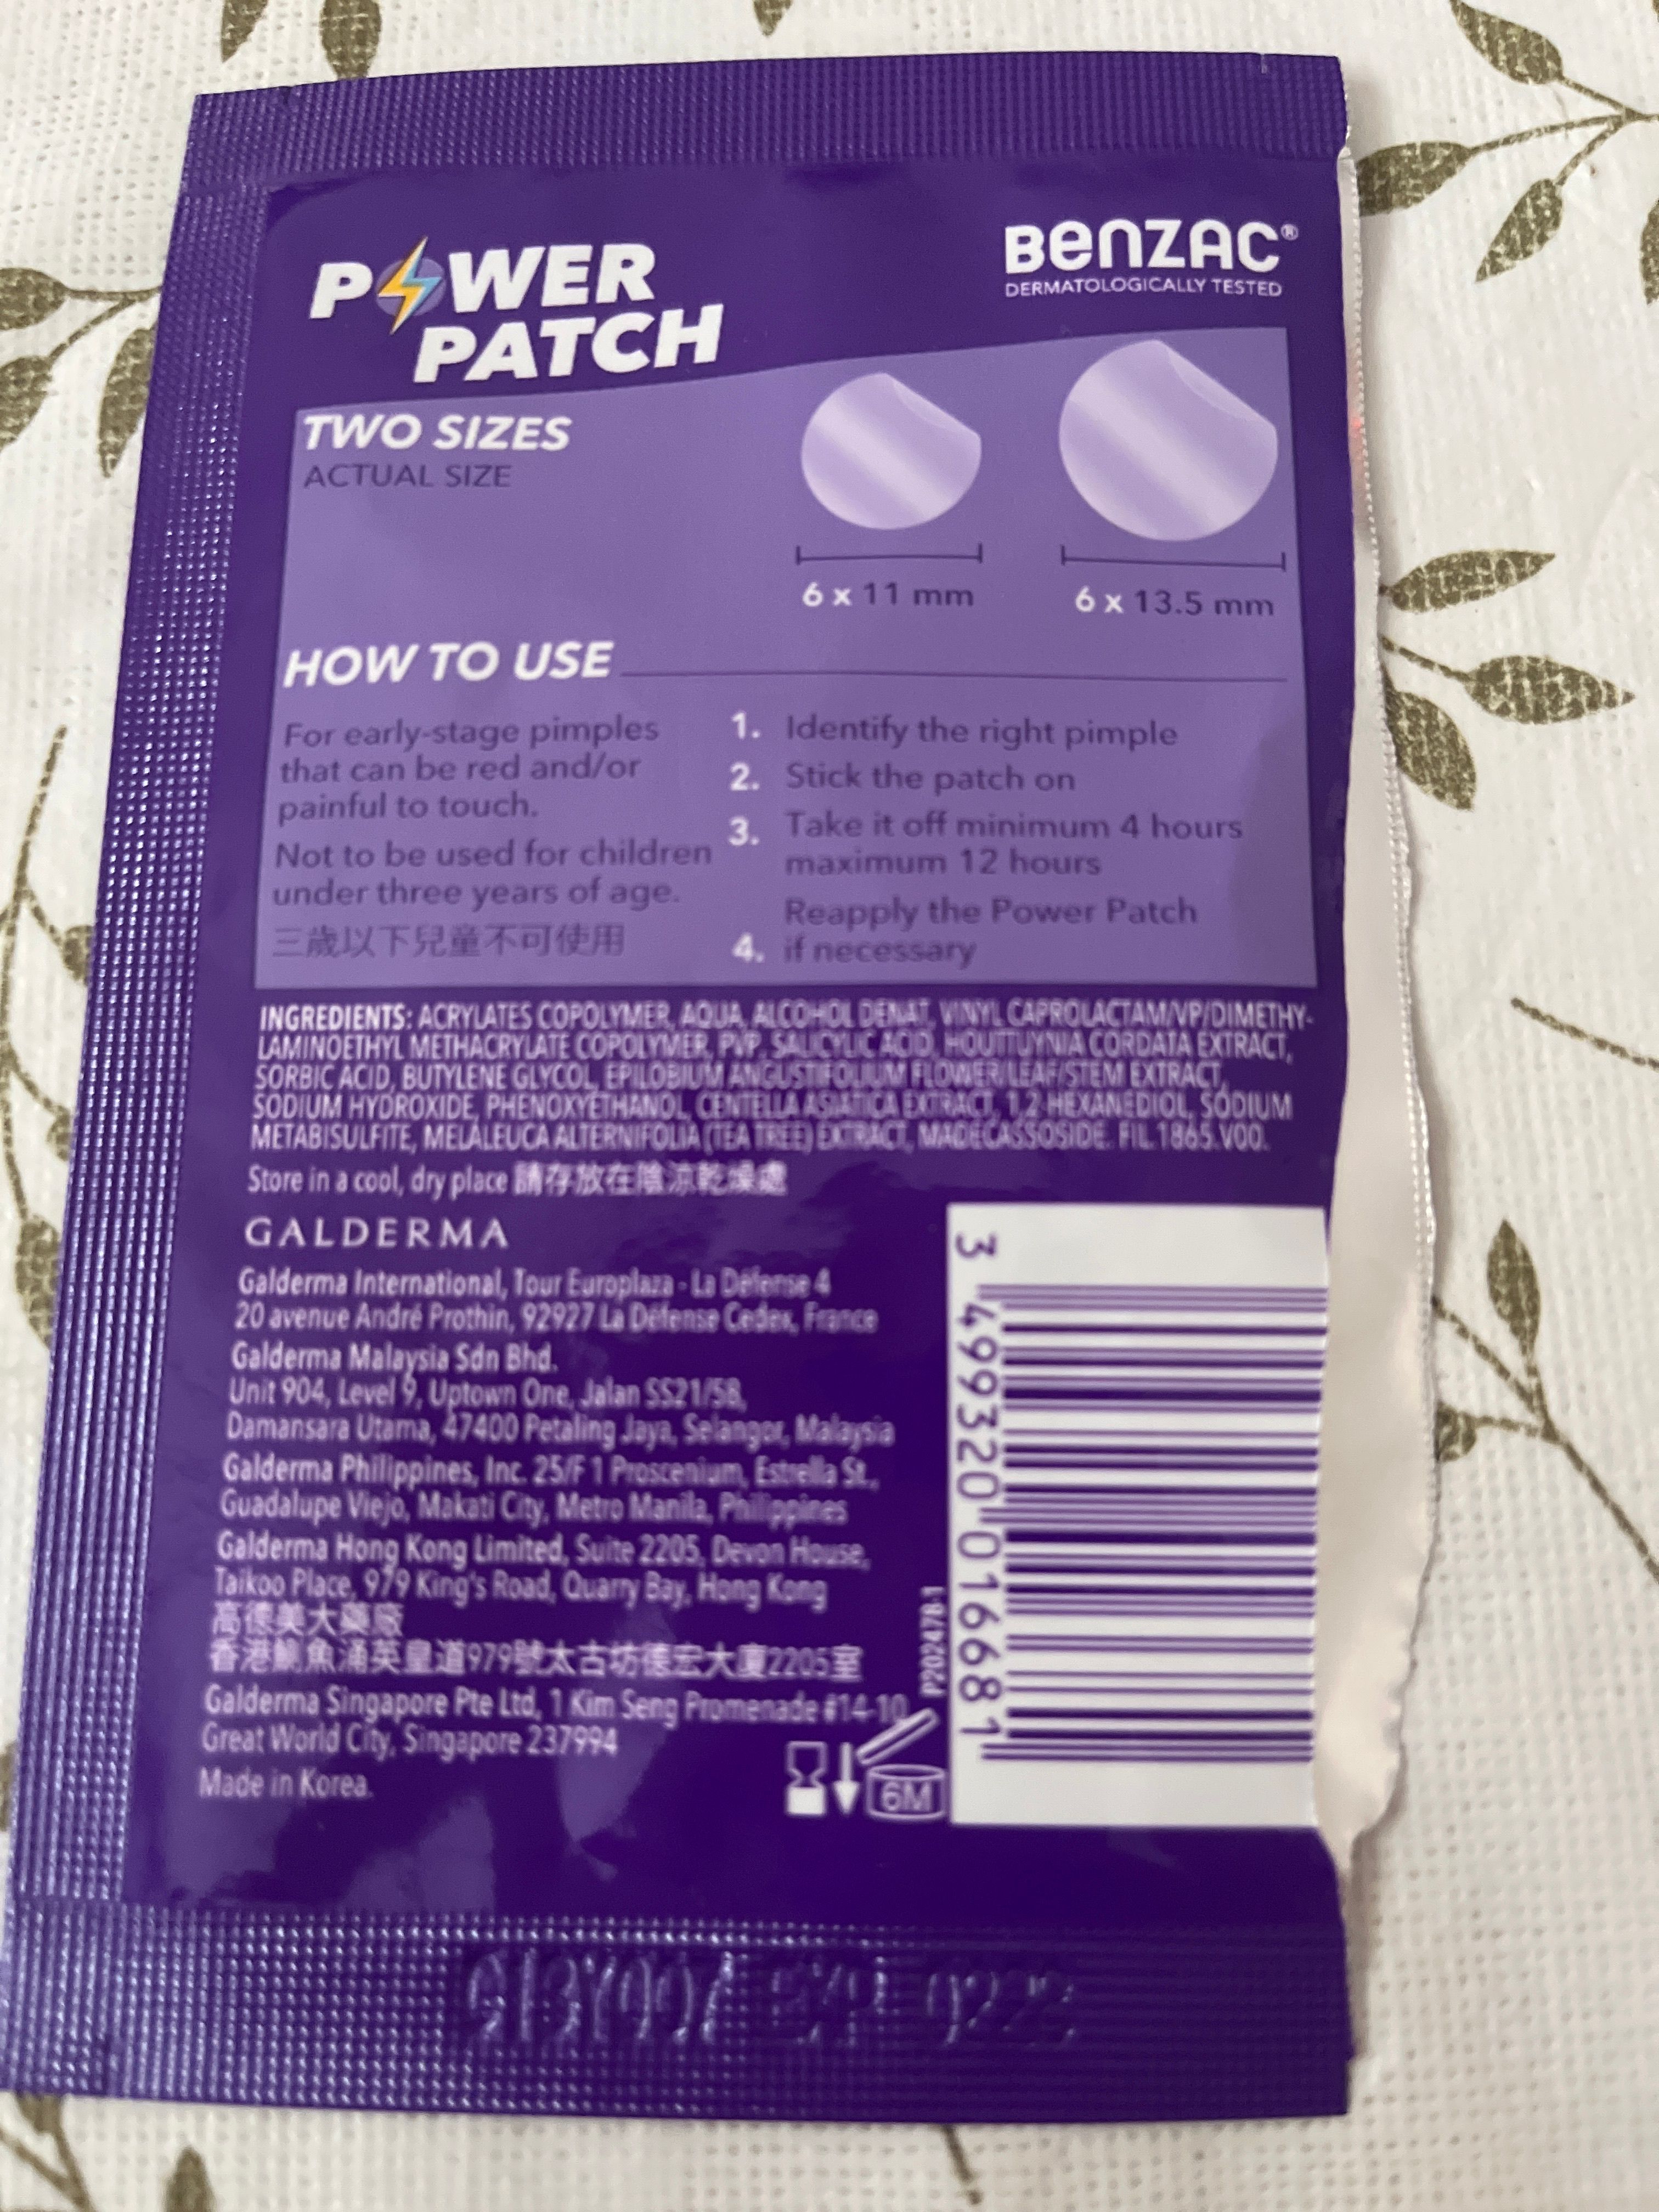 POWER
PATCH
BENZAC®
DERMATOLOGICALLY TESTED
TWO SIZES
ACTUAL SIZE
6 x 11 mm
6 x 13.5 mm
HOW TO USE
For early-stage pimples
that can be red and/or
painful to touch.
Not to be used for children
under three years of age.
三歲以下兒童不可使用
1. Identify the right pimple
2. Stick the patch on
3. Take it off minimum 4 hours
maximum 12 hours
Reapply the Power Patch
4. if necessary
INGREDIENTS: ACRYLATES COPOLYMER, AQUA, ALCOHOL DENAT, VINYL CAPROLACTAM/VP/DIMETHY-
LAMINOETHYL METHACRYLATE COPOLYMER, PVP, SALICYLIC ACID, HOUTTUYNIA CORDATA EXTRACT,
SORBIC ACID, BUTYLENE GLYCOL, EPILOBIUM ANGUSTIFOLIUM FLOWER/LEAF/STEM EXTRACT,
SODIUM HYDROXIDE, PHENOXYETHANOL, CENTELLA ASIATICA EXTRACT, 1,2-HEXANEDIOL, SODIUM
METABISULFITE, MELALEUCA ALTERNIFOLIA (TEA TREE) EXTRACT, MADECASSOSIDE. FIL 1865.V00.
Store in a cool, dry place 請存放在陰涼乾燥處
GALDERMA
Galderma International, Tour Europlaza - La Défense 4
20 avenue André Prothin, 92927 La Défense Cedex, France
Galderma Malaysia Sdn Bhd.
Unit 904, Level 9, Uptown One, Jalan SS21/58,
Damansara Utama, 47400 Petaling Jaya, Selangor, Malaysia
Galderma Philippines, Inc. 25/F 1 Proscenium, Estrella St.,
Guadalupe Viejo, Makati City, Metro Manila, Philippines
Galderma Hong Kong Limited, Suite 2205, Devon House,
Taikoo Place, 979 King's Road, Quarry Bay, Hong Kong
高德美大藥廠
香港鰂魚涌英皇道979號太古坊德宏大廈2205室
Galderma Singapore Pte Ltd, 1 Kim Seng Promenade #14-10,
Great World City, Singapore 237994
Made in Korea.
6M
P202478-1
3 499320 016681